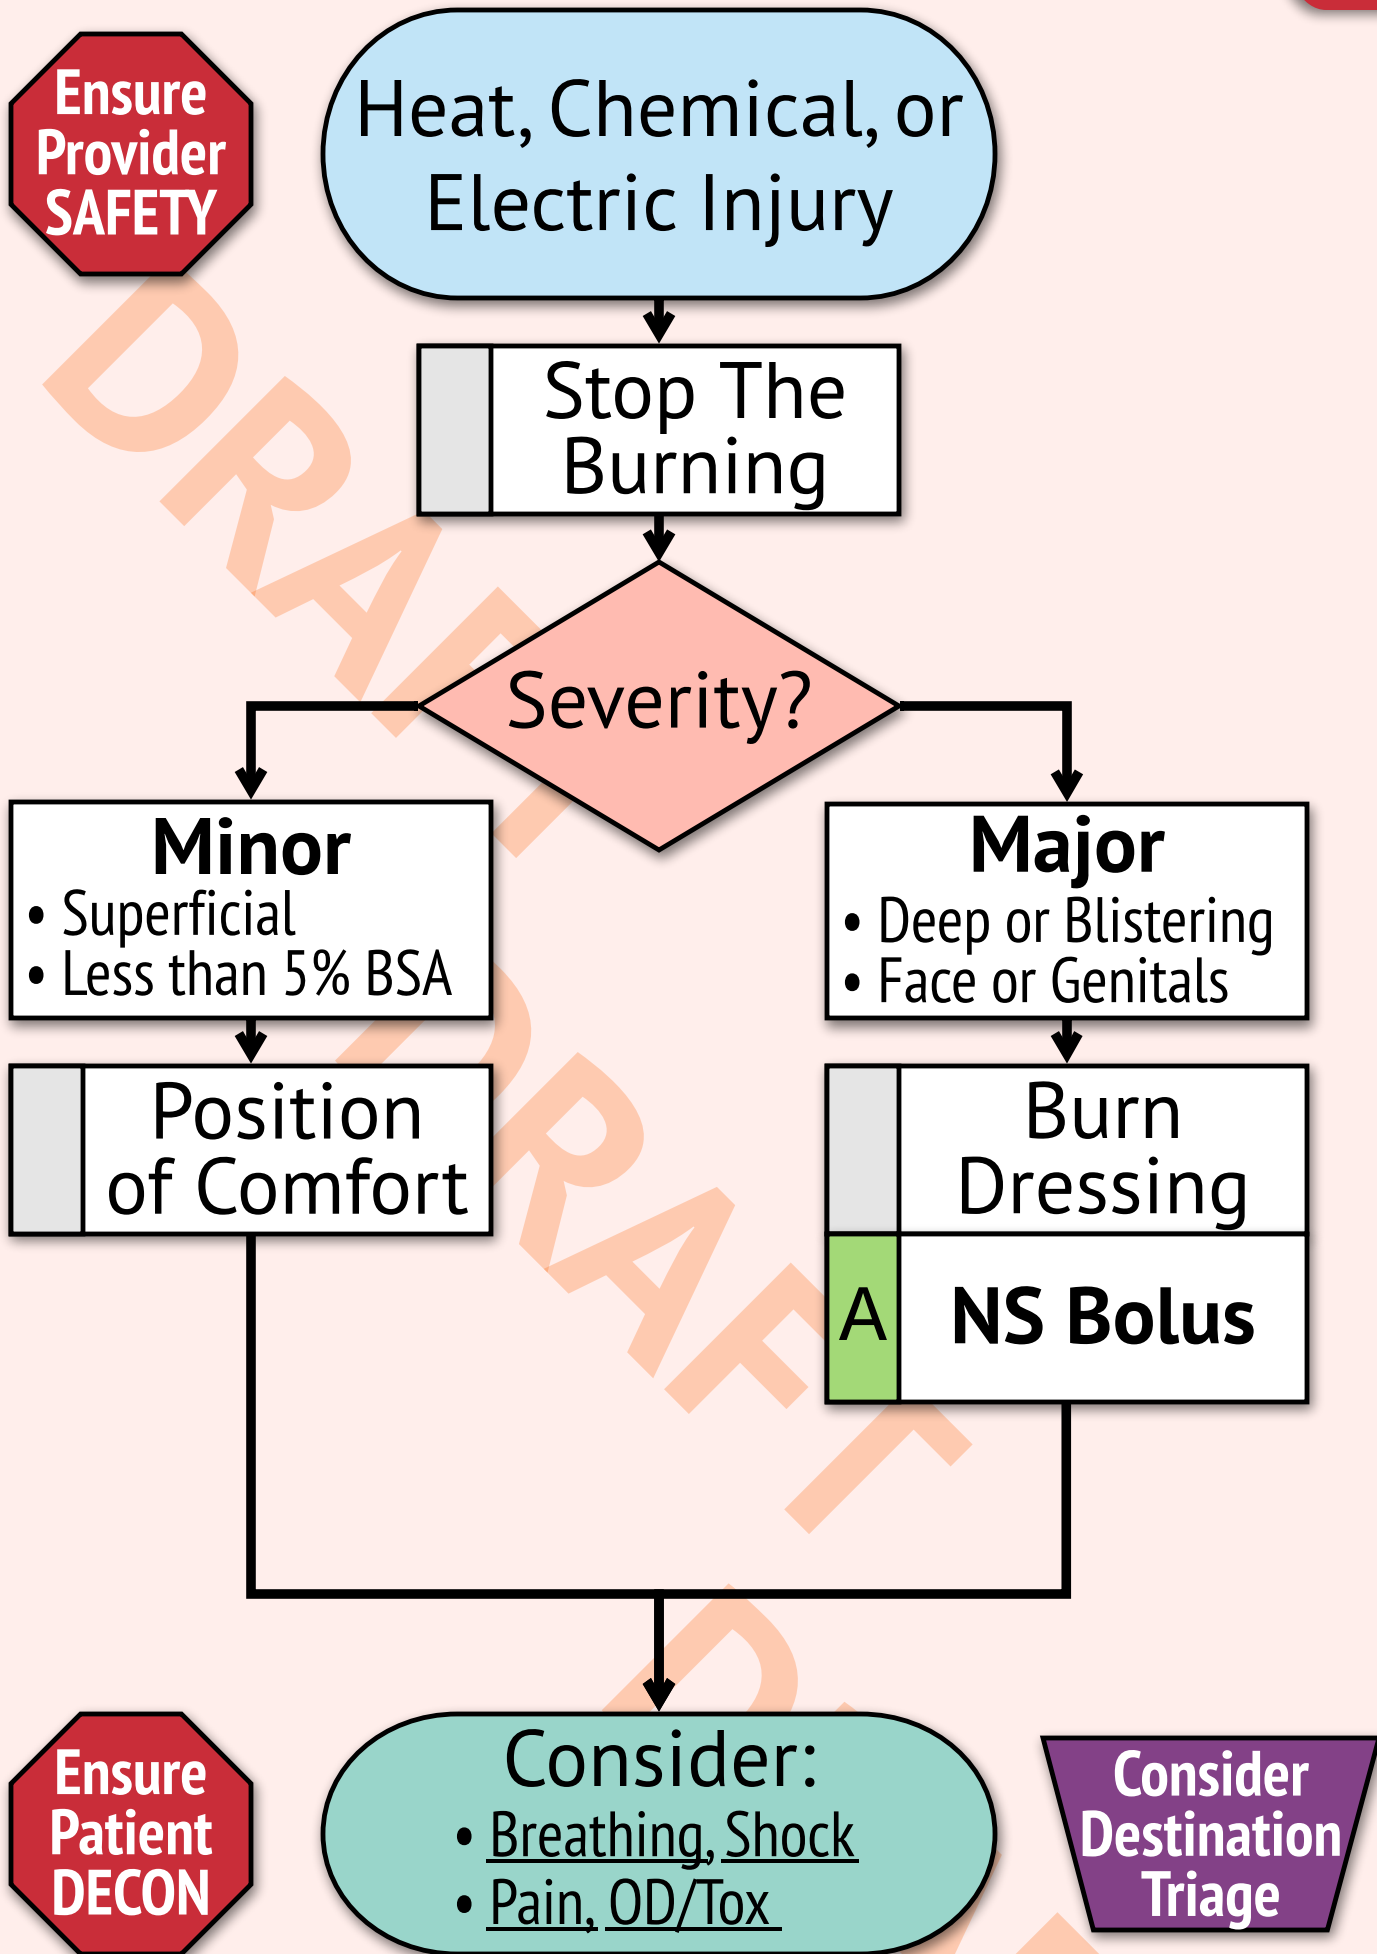 Ensure
Provider
SAFETY
Heat, Chemical, or
Electric Injury
Stop The
Burning
Severity?
Minor
• Superficial
• Less than 5% BSA
Major
• Deep or Blistering
• Face or Genitals
Position
of Comfort
Burn
Dressing
A
NS Bolus
Ensure
Patient
DECON
Consider:
• Breathing, Shock
• Pain, OD/Tox
Consider
Destination
Triage
DRAFT
DRAFT